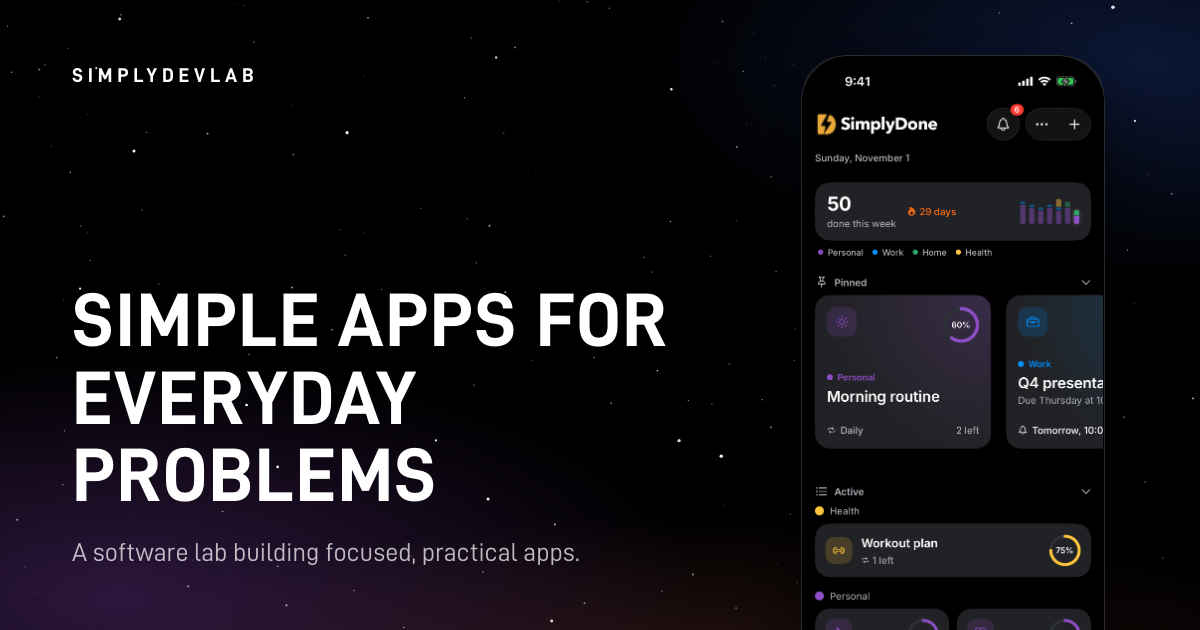 SIMPLYDEVLAB
SIMPLE APPS FOR
EVERYDAY
PROBLEMS
A software lab building focused, practical apps.
9:41
SimplyDone
6
Sunday, November 1
50
done this week
29 days
Personal Work Home Health
Pinned
60%
Personal
Morning routine
Daily
2 left
Work
Q4 presenta
Due Thursday at 10
Tomorrow, 10:0
Active
Health
Workout plan
1 left
75%
Personal